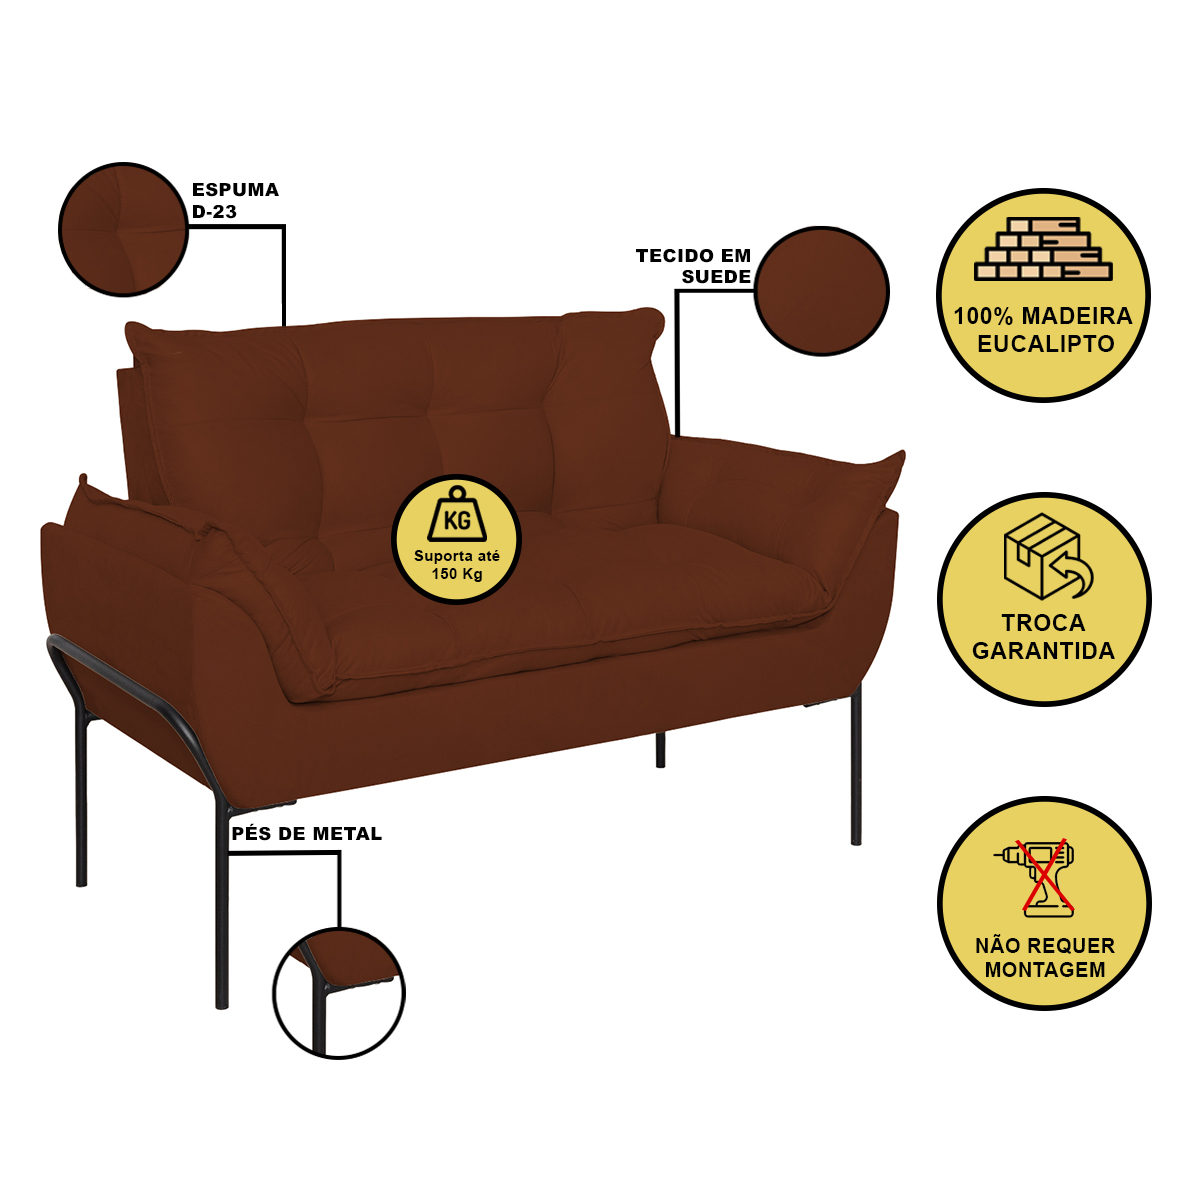 ESPUMA
D-23
TECIDO EM
SUEDE
100% MADEIRA
EUCALIPTO
KG
Suporta até
150 Kg
TROCA
GARANTIDA
PÉS DE METAL
NÃO REQUER
MONTAGEM